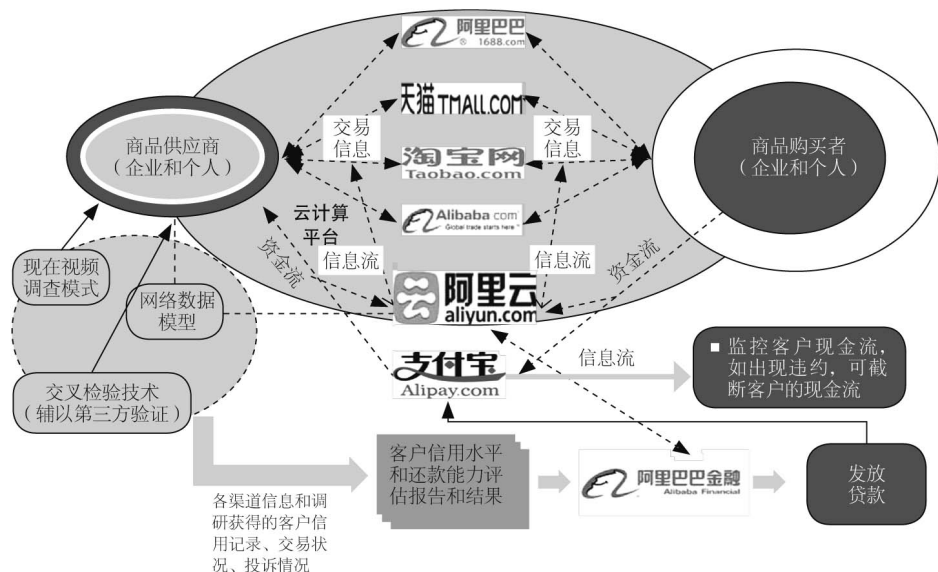 阿里巴巴
® 1688.com
天猫 TMALL.COM
交易
信息
交易
信息
商品供应商
（企业和个人）
商品购买者
（企业和个人）
淘宝网
Taobao.com
Alibaba com
Global trade starts here
云计算
平台
资金流
信息流
信息流
资金流
现在视频
调查模式
网络数据
模型
阿里云
aliyun.com
支付宝
Alipay.com
信息流
监控客户现金流，
如出现违约，可截
断客户的现金流
交叉检验技术
（辅以第三方验证）
客户信用水平
和还款能力评
估报告和结果
阿里巴巴金融
Alibaba Financial
发放
贷款
各渠道信息和调
研获得的客户信
用记录、交易状
况、投诉情况